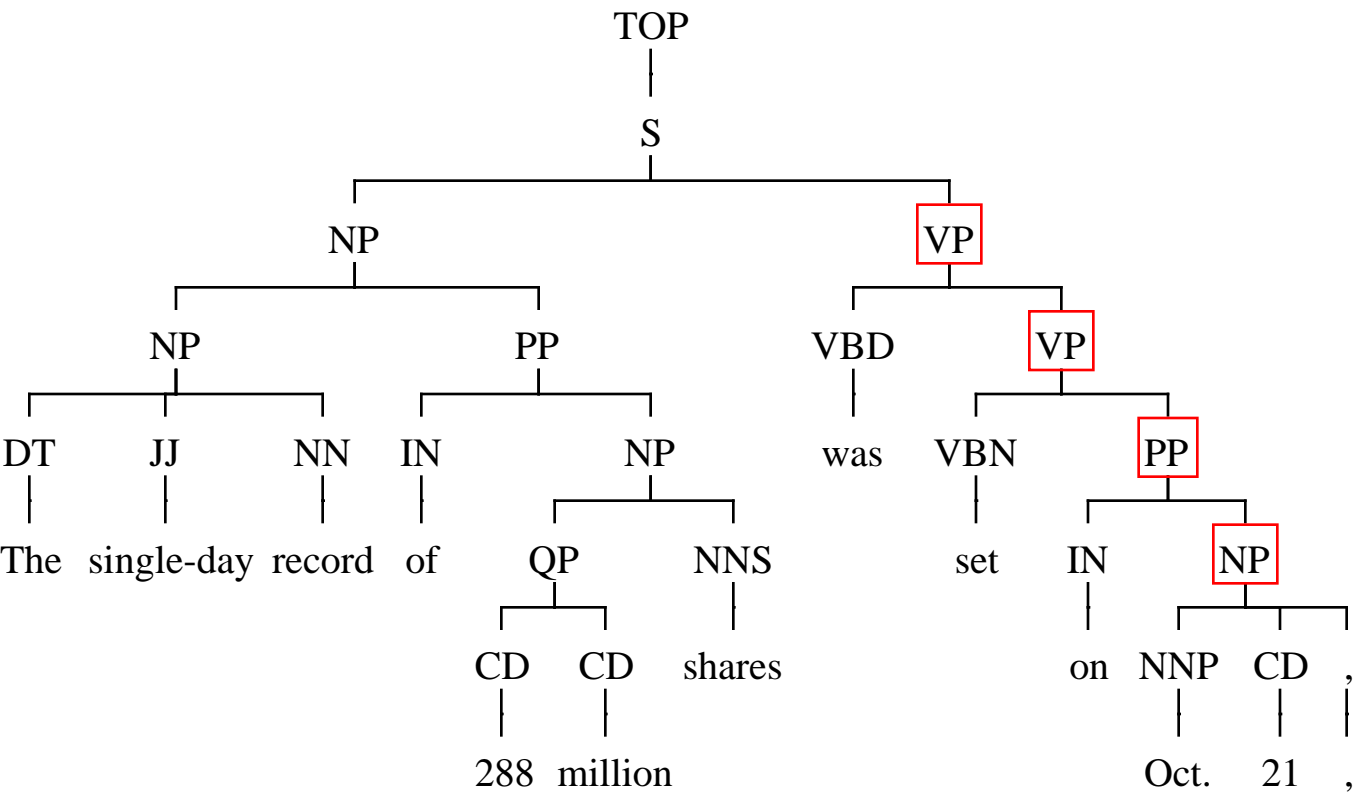 TOP
S
NP VP
NP PP VBD VP
DT JJ NN IN NP was VBN PP
The single-day record of QP NNS set IN NP
CD CD shares on NNP CD ,
288 million Oct. 21 ,